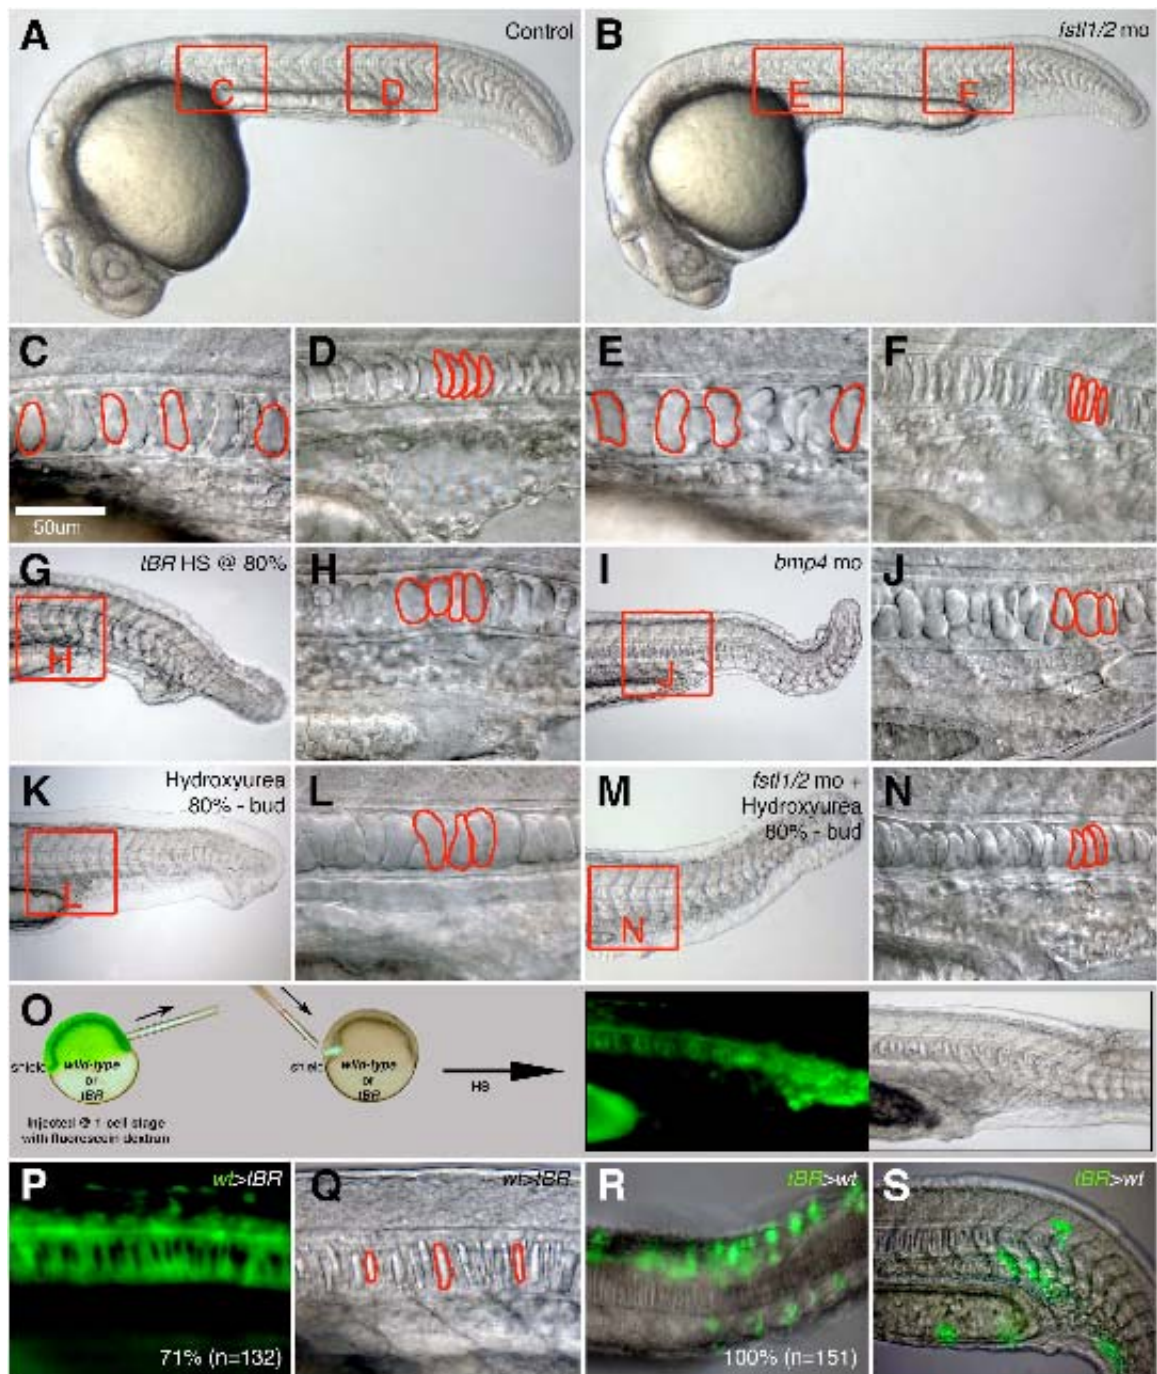 A Control
B fstl1/2 mo
C D
E F
C D E F
50um
G tBR HS @ 80%
H
I bmp4 mo
J
H
J
K Hydroxyurea
80% - bud
L
M fstl1/2 mo +
Hydroxyurea
80% - bud
N
L
N
O
shield wild-type
or
tBR
shield wild-type
or
tBR
HS
Injected @ 1 cell stage
with fluorescein dextran
P wt>tBR
Q wt>tBR
R tBR>wt
S tBR>wt
71% (n=132)
100% (n=151)